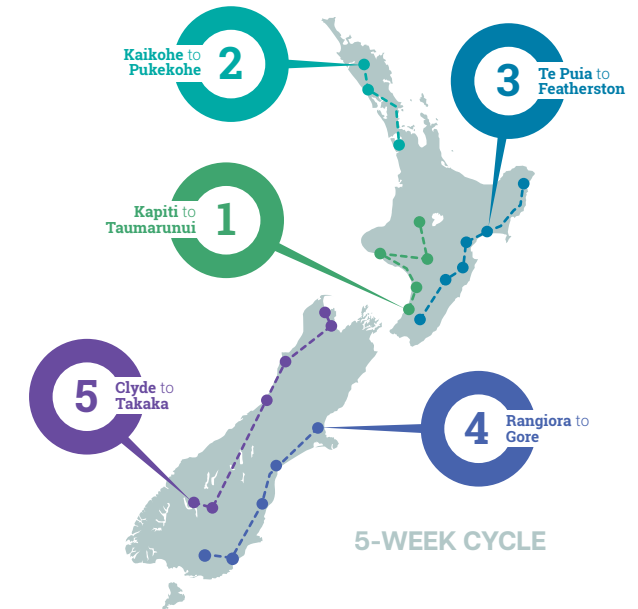 Kaikohe to
Pukekohe
2
3
Te Puia to
Featherston
Kapiti to
Taumarunui
1
5
Clyde to
Takaka
4
Rangiora to
Gore
5-WEEK CYCLE